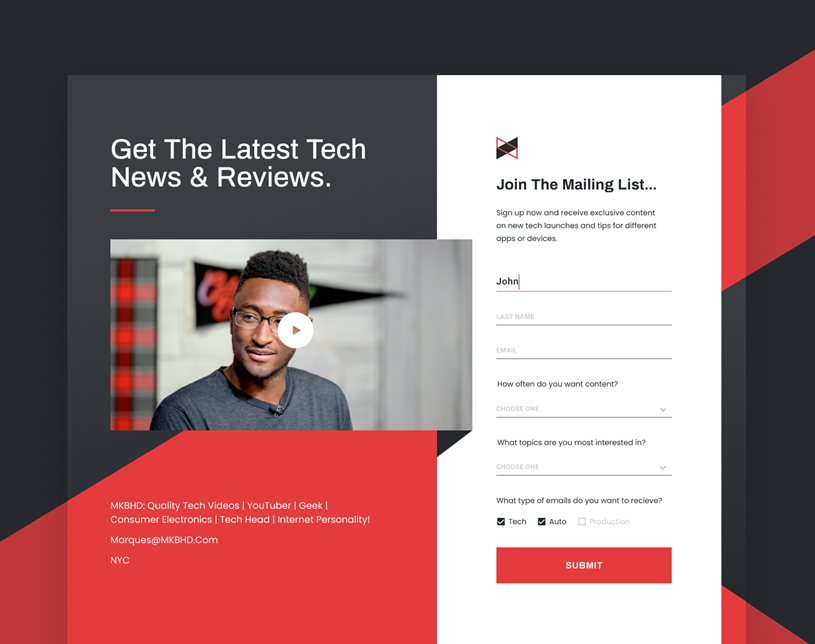 Get The Latest Tech
News & Reviews.
MKBHD: Quality Tech Videos | YouTuber | Geek |
Consumer Electronics | Tech Head | Internet Personality!
Marques@MKBHD.Com
NYC
Join The Mailing List...
Sign up now and receive exclusive content
on new tech launches and tips for different
apps or devices.
John
LAST NAME
EMAIL
How often do you want content?
CHOOSE ONE
What topics are you most interested in?
CHOOSE ONE
What type of emails do you want to recieve?
Tech Auto Production
SUBMIT